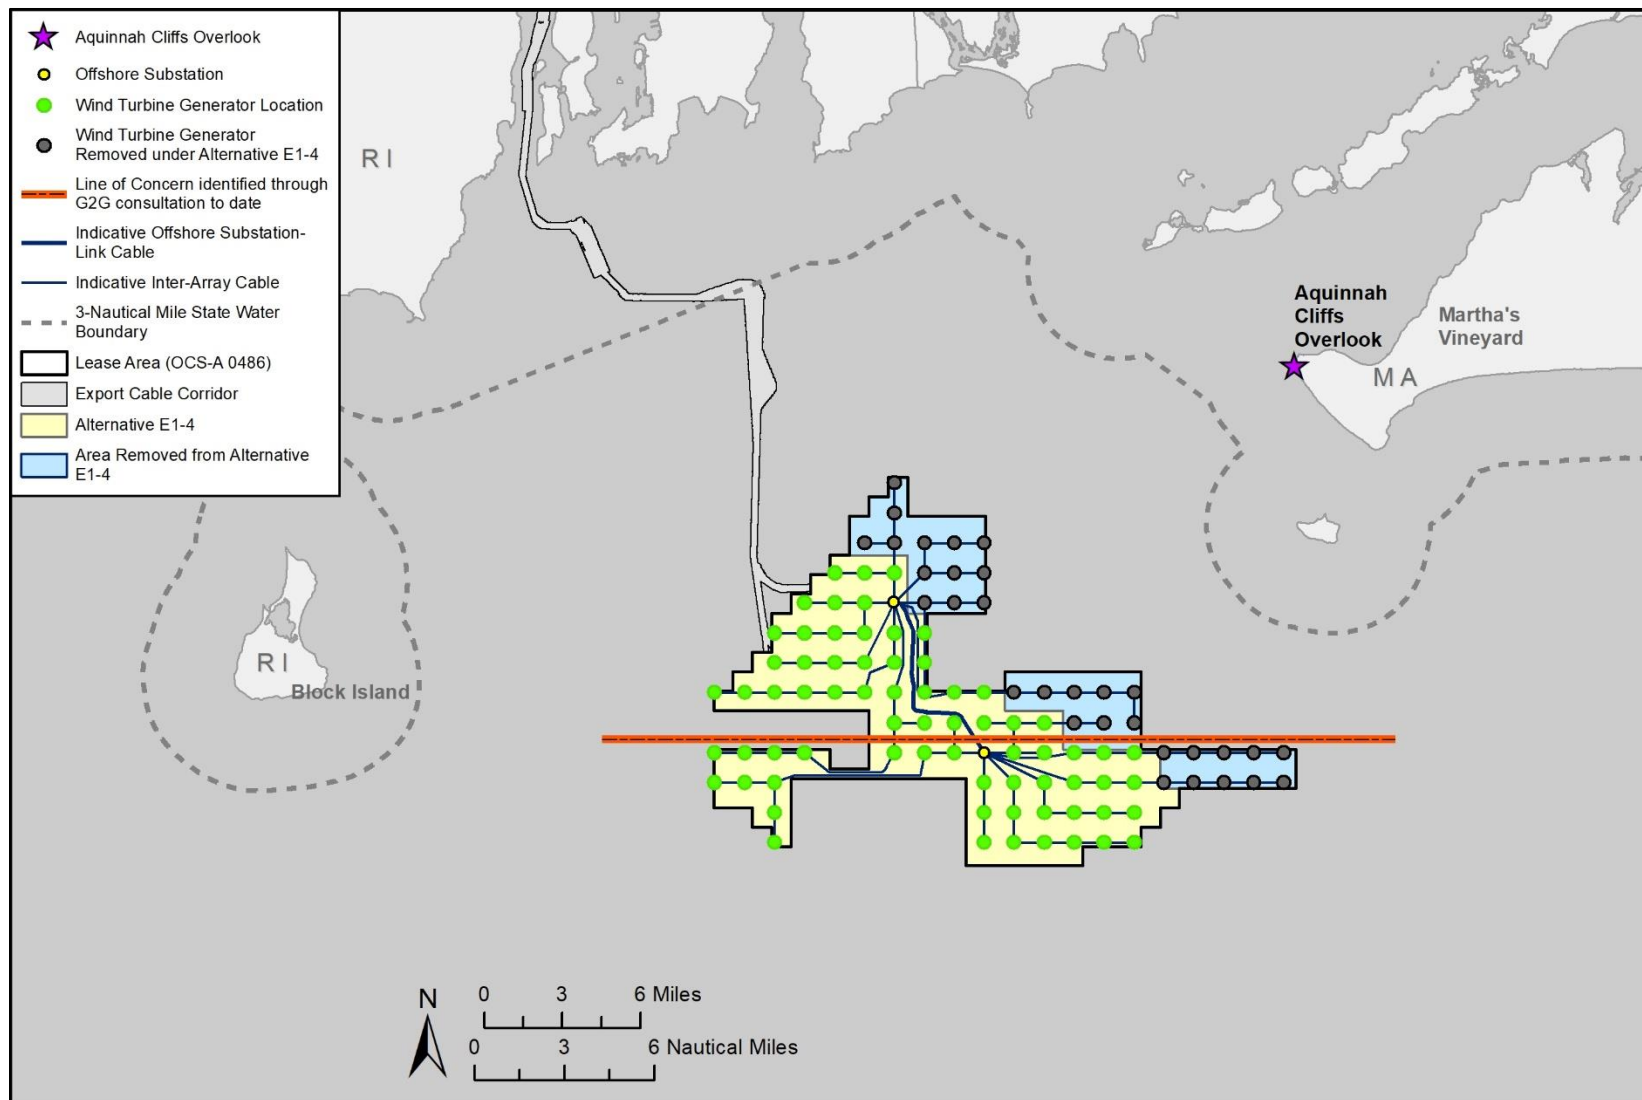 Aquinnah Cliffs Overlook
Offshore Substation
Wind Turbine Generator Location
Wind Turbine Generator
Removed under Alternative E1-4
Line of Concern identified through
G2G consultation to date
Indicative Offshore Substation-
Link Cable
Indicative Inter-Array Cable
3-Nautical Mile State Water
Boundary
Lease Area (OCS-A 0486)
Export Cable Corridor
Alternative E1-4
Area Removed from Alternative
E1-4
RI
Aquinnah
Cliffs
Overlook
Martha's
Vineyard
MA
RI
Block Island
N
0 3 6 Miles
0 3 6 Nautical Miles